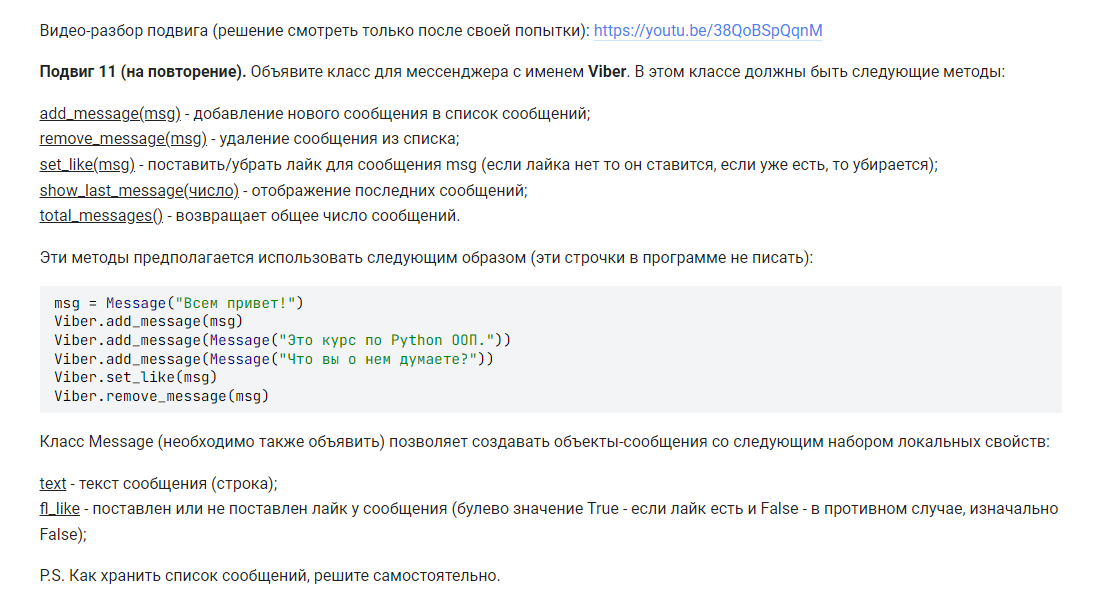 Видео-разбор подвига (решение смотреть только после своей попытки): https://youtu.be/38QoBSpQqnM
Подвиг 11 (на повторение). Объявите класс для мессенджера с именем Viber. В этом классе должны быть следующие методы:
add_message(msg) - добавление нового сообщения в список сообщений;
remove_message(msg) - удаление сообщения из списка;
set_like(msg) - поставить/убрать лайк для сообщения msg (если лайка нет то он ставится, если уже есть, то убирается);
show_last_message(число) - отображение последних сообщений;
total_messages() - возвращает общее число сообщений.
Эти методы предполагается использовать следующим образом (эти строчки в программе не писать):
msg = Message("Всем привет!")
Viber.add_message(msg)
Viber.add_message(Message("Это курс по Python ООП."))
Viber.add_message(Message("Что вы о нем думаете?"))
Viber.set_like(msg)
Viber.remove_message(msg)
Класс Message (необходимо также объявить) позволяет создавать объекты-сообщения со следующим набором локальных свойств:
text - текст сообщения (строка);
fl_like - поставлен или не поставлен лайк у сообщения (булево значение True - если лайк есть и False - в противном случае, изначально
False);
P.S. Как хранить список сообщений, решите самостоятельно.